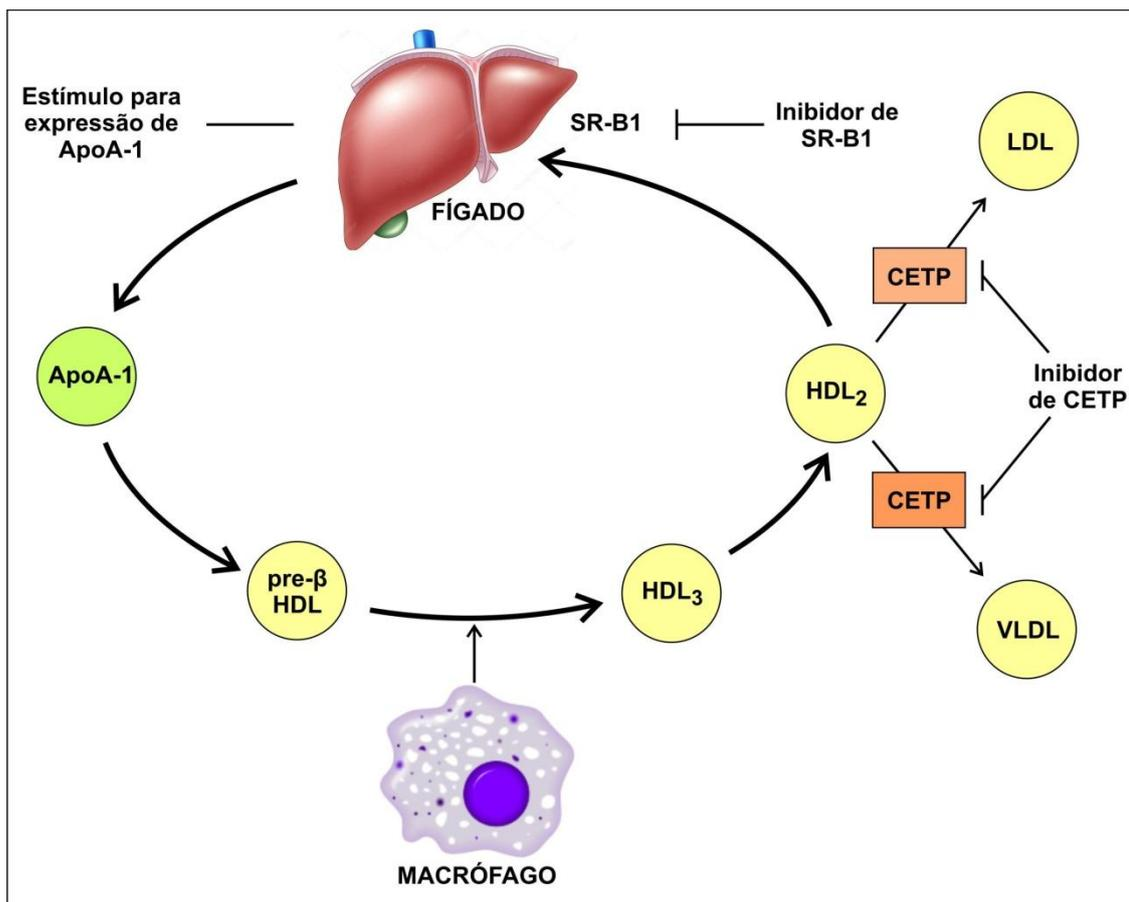 Estímulo para
expressão de
ApoA-1
SR-B1
Inibidor de
SR-B1
LDL
FÍGADO
CETP
ApoA-1
HDL2
Inibidor
de CETP
CETP
pre-β
HDL
HDL3
VLDL
MACRÓFAGO